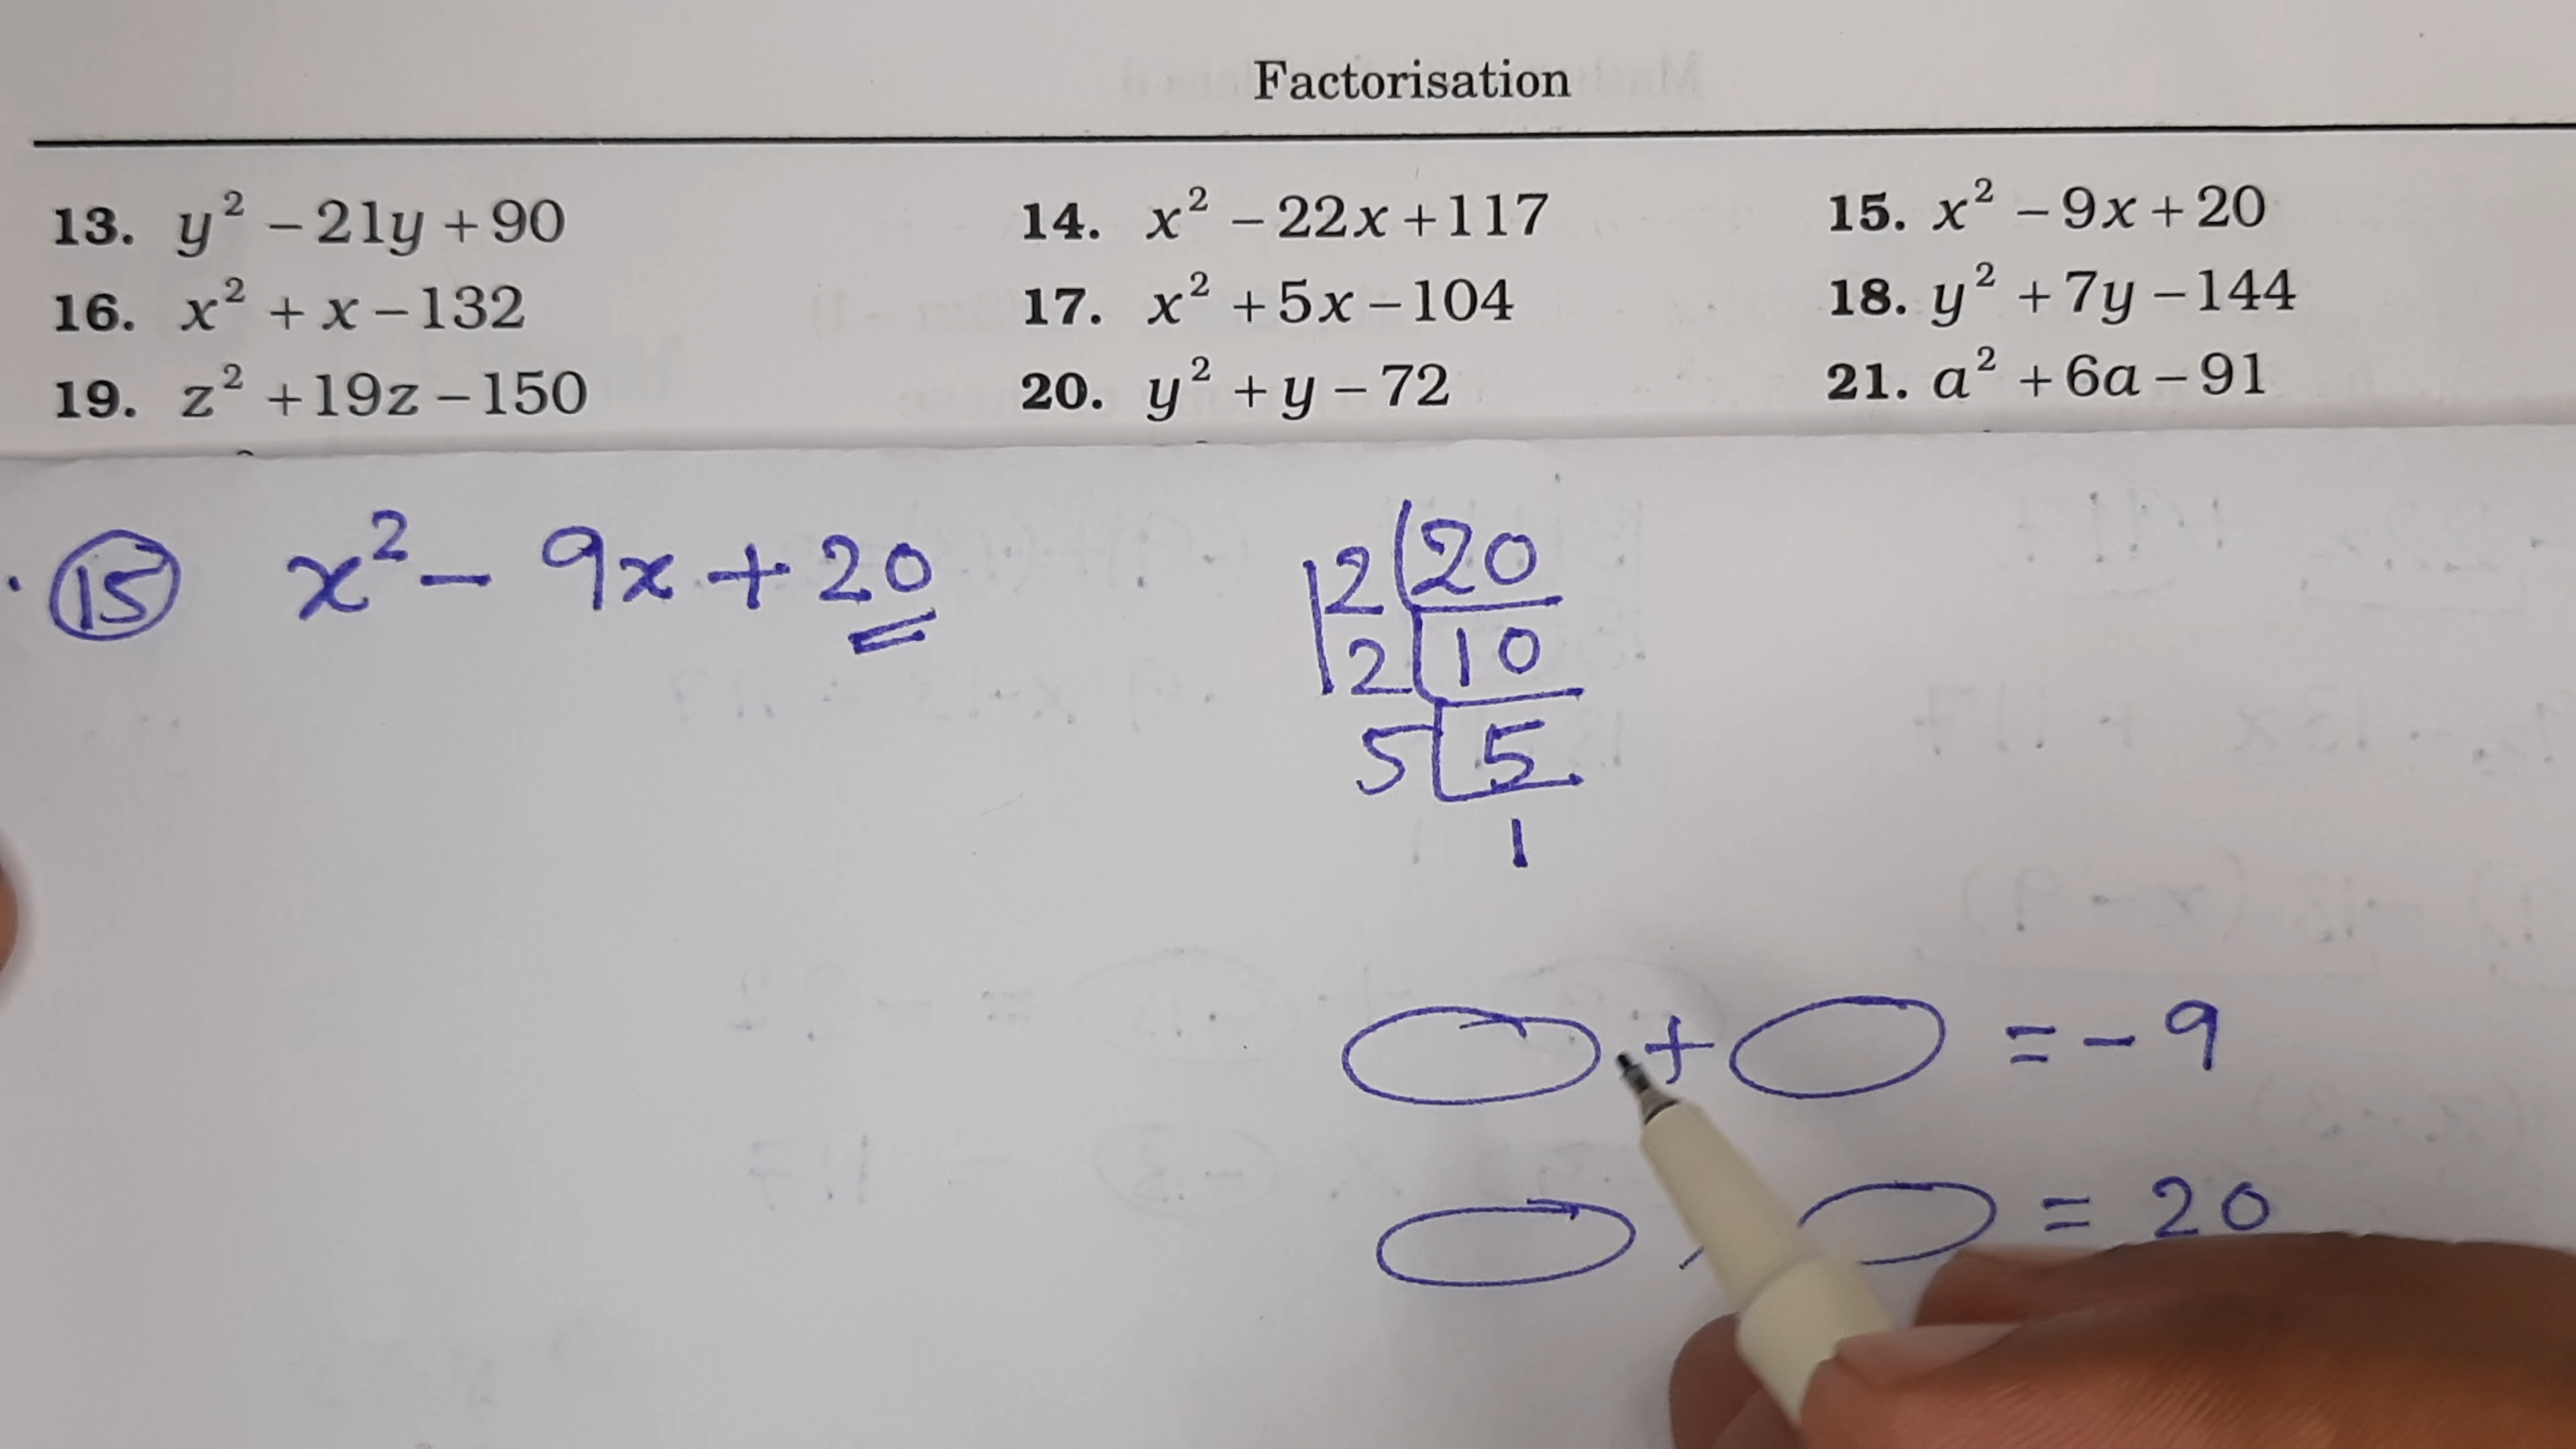 Factorisation
13. y² – 21y + 90
14. x² – 22x + 117
15. x² – 9x + 20
16. x² + x – 132
17. x² + 5x – 104
18. y² + 7y – 144
19. z² + 19z – 150
20. y² + y – 72
21. a² + 6a – 91
15 x² – 9x + 20
2 20
2 10
5 5
1
+ = – 9
= 20